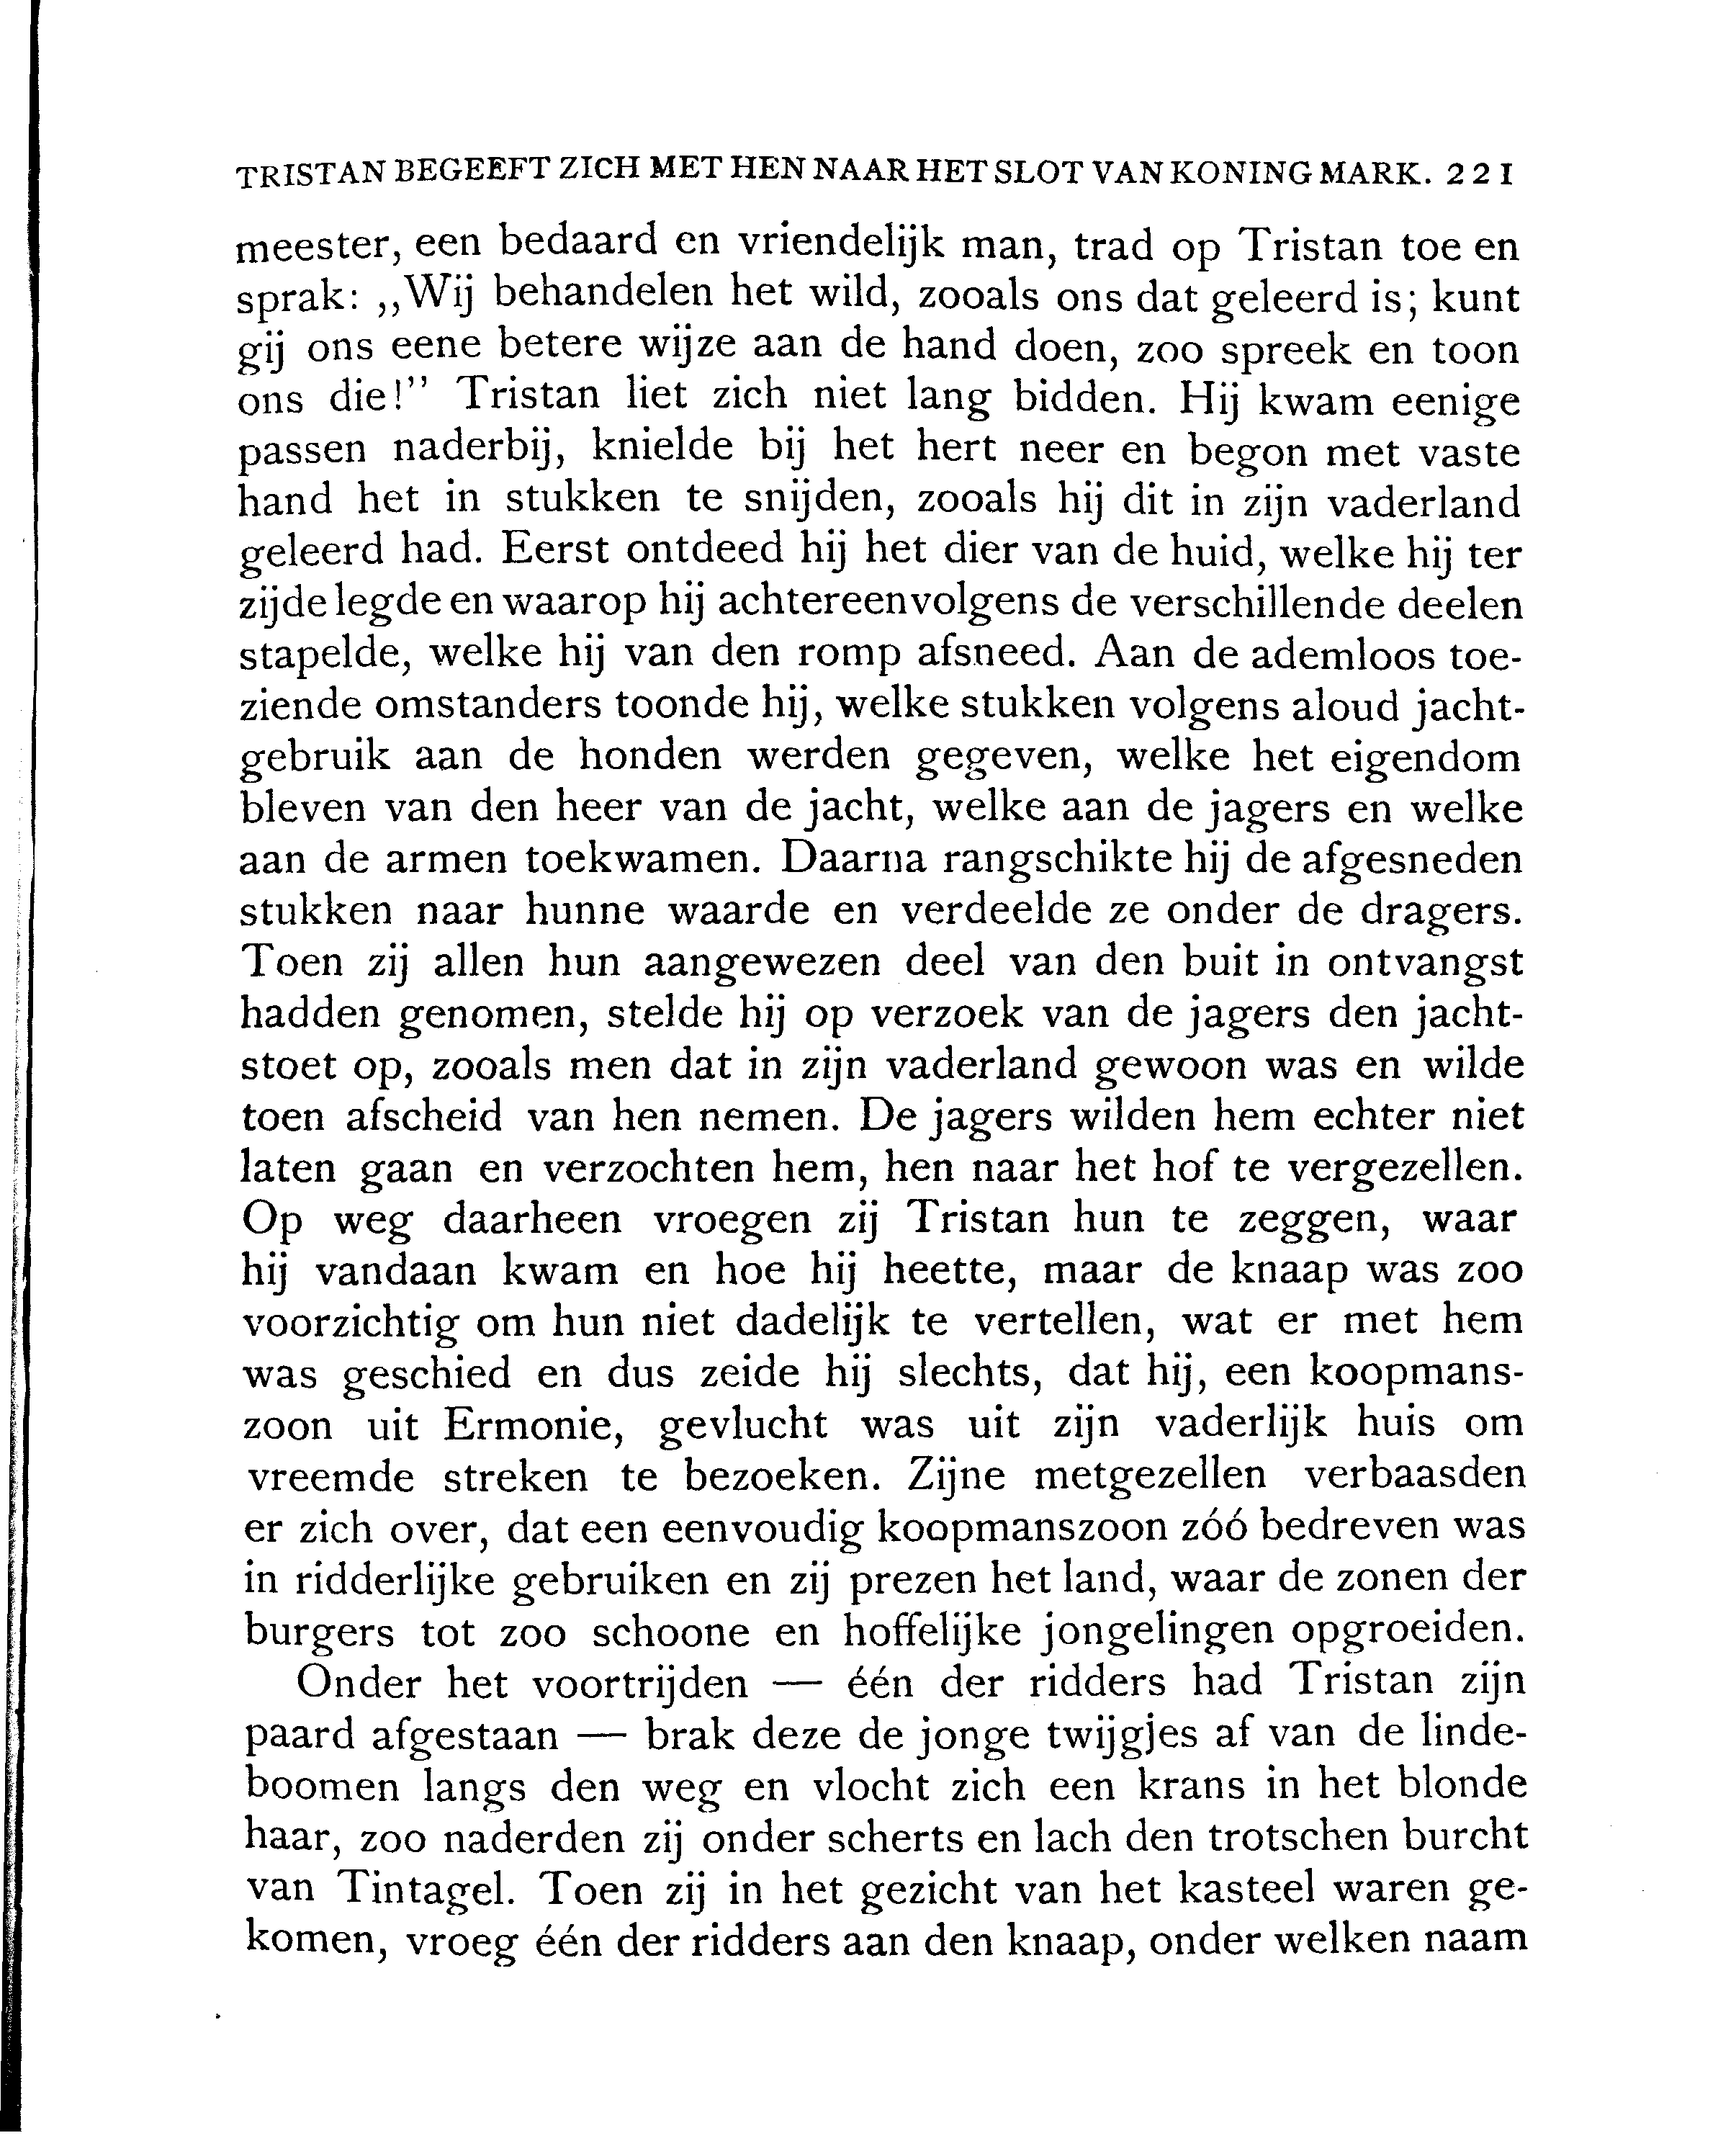 TRISTAN BEGEEFT ZICH MET HEN NAAR HET SLOT VAN KONING MARK. 221
meester, een bedaard en vriendelijk man, trad op Tristan toe en
sprak: ,,Wij behandelen het wild, zooals ons dat geleerd is; kunt
gij ons eene betere wijze aan de hand doen, zoo spreek en toon
ons die!” Tristan liet zich niet lang bidden. Hij kwam eenige
passen naderbij, knielde bij het hert neer en begon met vaste
hand het in stukken te snijden, zooals hij dit in zijn vaderland
geleerd had. Eerst ontdeed hij het dier van de huid, welke hij ter
zijde legde en waarop hij achtereenvolgens de verschillende deelen
stapelde, welke hij van den romp afsneed. Aan de ademloos toe-
ziende omstanders toonde hij, welke stukken volgens aloud jacht-
gebruik aan de honden werden gegeven, welke het eigendom
bleven van den heer van de jacht, welke aan de jagers en welke
aan de armen toekwamen. Daarna rangschikte hij de afgesneden
stukken naar hunne waarde en verdeelde ze onder de dragers.
Toen zij allen hun aangewezen deel van den buit in ontvangst
hadden genomen, stelde hij op verzoek van de jagers den jacht-
stoet op, zooals men dat in zijn vaderland gewoon was en wilde
toen afscheid van hen nemen. De jagers wilden hem echter niet
laten gaan en verzochten hem, hen naar het hof te vergezellen.
Op weg daarheen vroegen zij Tristan hun te zeggen, waar
hij vandaan kwam en hoe hij heette, maar de knaap was zoo
voorzichtig om hun niet dadelijk te vertellen, wat er met hem
was geschied en dus zeide hij slechts, dat hij, een koopmans-
zoon uit Ermonie, gevlucht was uit zijn vaderlijk huis om
vreemde streken te bezoeken. Zijne metgezellen verbaasden
er zich over, dat een eenvoudig koopmanszoon zóó bedreven was
in ridderlijke gebruiken en zij prezen het land, waar de zonen der
burgers tot zoo schoone en hoffelijke jongelingen opgroeiden.
Onder het voortrijden — één der ridders had Tristan zijn
paard afgestaan — brak deze de jonge twijgjes af van de linde-
boomen langs den weg en vlocht zich een krans in het blonde
haar, zoo naderden zij onder scherts en lach den trotschen burcht
van Tintagel. Toen zij in het gezicht van het kasteel waren ge-
komen, vroeg één der ridders aan den knaap, onder welken naam